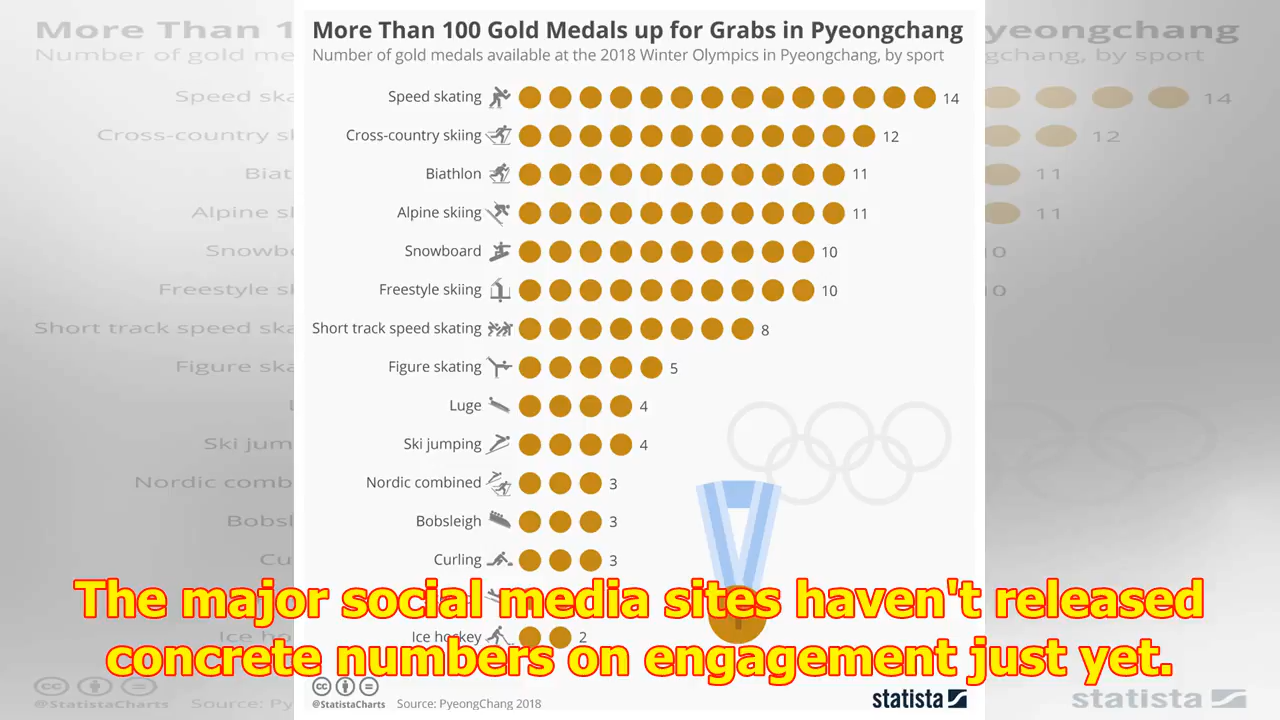 More Than 100 Gold Medals up for Grabs in Pyeongchang
Number of gold medals available at the 2018 Winter Olympics in Pyeongchang, by sport
Speed skating 14
Cross-country skiing 12
Biathlon 11
Alpine skiing 11
Snowboard 10
Freestyle skiing 10
Short track speed skating 8
Figure skating 5
Luge 4
Ski jumping 4
Nordic combined 3
Bobsleigh 3
Curling 3
The major social media sites haven't released
Ice hockey 2
concrete numbers on engagement just yet.
@StatistaCharts Source: PyeongChang 2018
statista